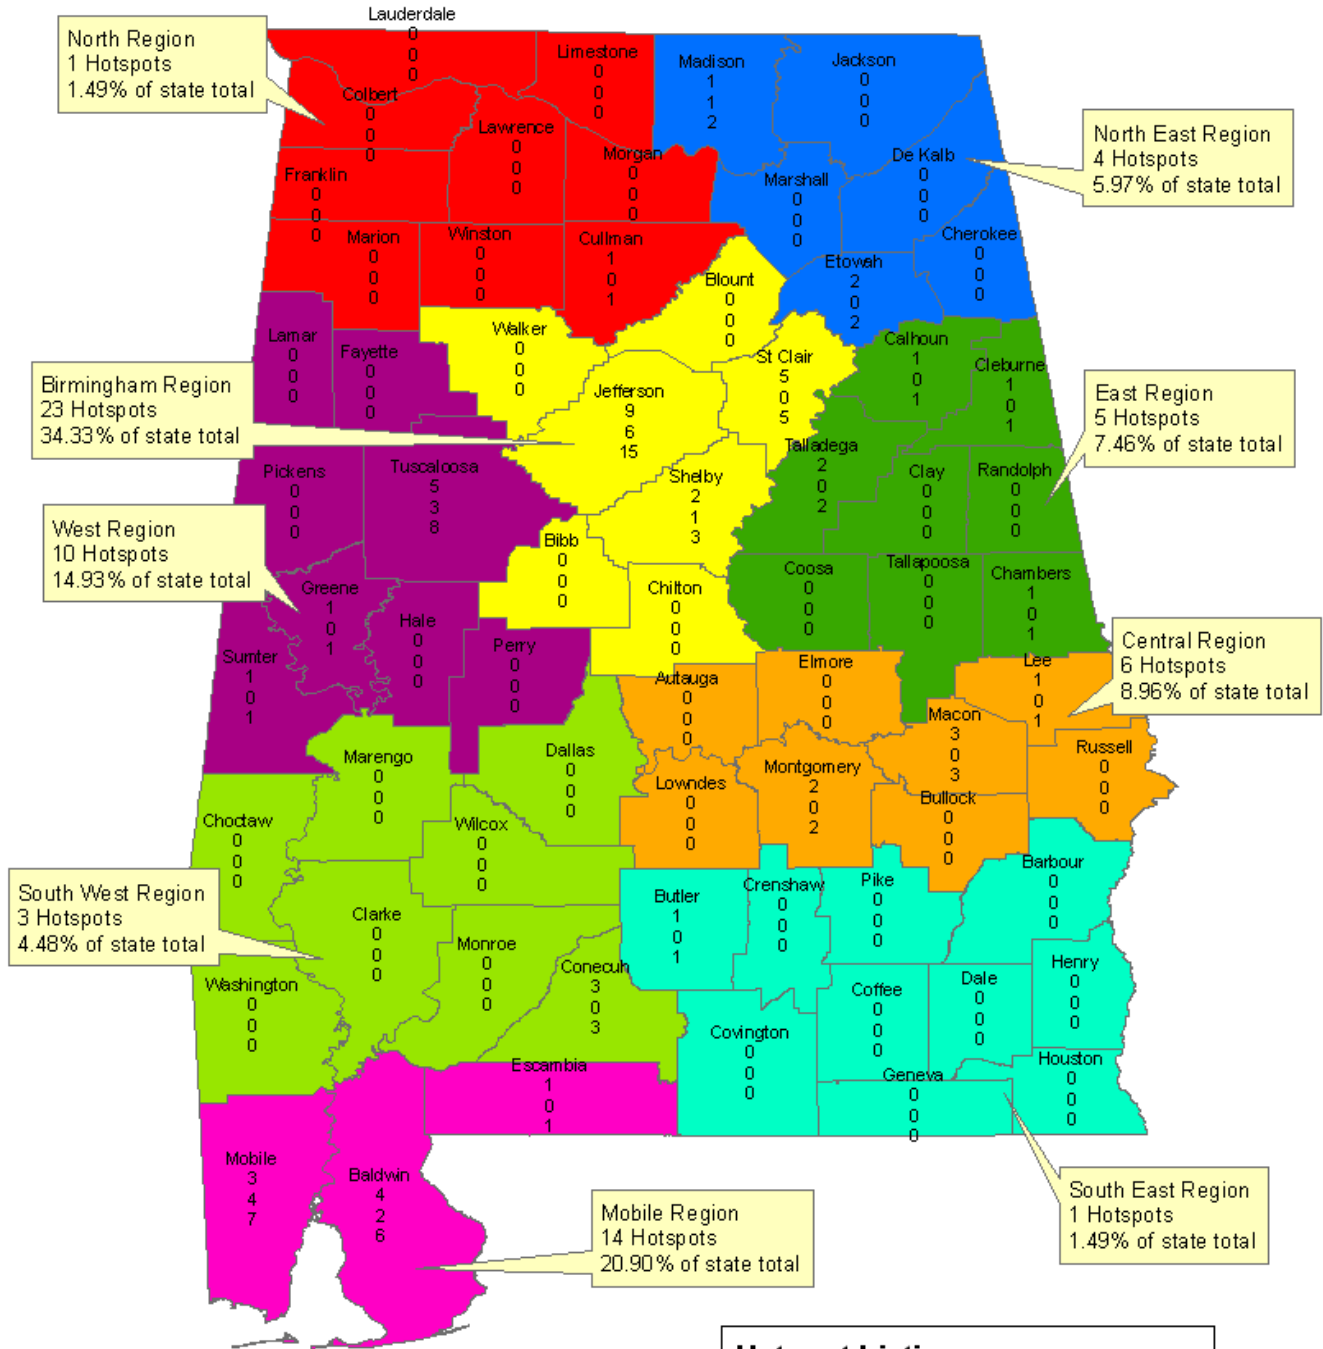 Lauderdale
0
0
0
North Region
1 Hotspots
1.49% of state total
Limestone
0
0
0
Madison
1
1
2
Jackson
0
0
0
Colbert
0
0
0
Lawrence
0
0
0
Morgan
0
0
0
North East Region
4 Hotspots
5.97% of state total
De Kalb
0
0
0
Franklin
0
0
0
Marshall
0
0
0
Marion
0
0
0
Winston
0
0
0
Cullman
1
0
1
Cherokee
0
0
0
Etowah
2
0
2
Blount
0
0
0
Lamar
0
0
0
Fayette
0
0
0
Walker
0
0
0
St Clair
5
0
5
Calhoun
1
0
1
Cleburne
1
0
1
Birmingham Region
23 Hotspots
34.33% of state total
Jefferson
9
6
15
East Region
5 Hotspots
7.46% of state total
Talladega
2
0
2
Pickens
0
0
0
Tuscaloosa
5
3
8
Shelby
2
1
3
Clay
0
0
0
Randolph
0
0
0
West Region
10 Hotspots
14.93% of state total
Bibb
0
0
0
Greene
1
0
1
Hale
0
0
0
Chilton
0
0
0
Coosa
0
0
0
Tallapoosa
0
0
0
Chambers
1
0
1
Sumter
1
0
1
Perry
0
0
0
Central Region
6 Hotspots
8.96% of state total
Autauga
0
0
0
Elmore
0
0
0
Lee
1
0
1
Macon
3
0
3
Marengo
0
0
0
Dallas
0
0
0
Lowndes
0
0
0
Montgomery
2
0
2
Bullock
0
0
0
Russell
0
0
0
Choctaw
0
0
0
Wilcox
0
0
0
South West Region
3 Hotspots
4.48% of state total
Clarke
0
0
0
Monroe
0
0
0
Conecuh
3
0
3
Butler
1
0
1
Crenshaw
0
0
0
Pike
0
0
0
Barbour
0
0
0
Washington
0
0
0
Covington
0
0
0
Coffee
0
0
0
Dale
0
0
0
Henry
0
0
0
Escambia
1
0
1
Geneva
0
0
0
Houston
0
0
0
Mobile
3
4
7
Baldwin
4
2
6
Mobile Region
14 Hotspots
20.90% of state total
South East Region
1 Hotspots
1.49% of state total